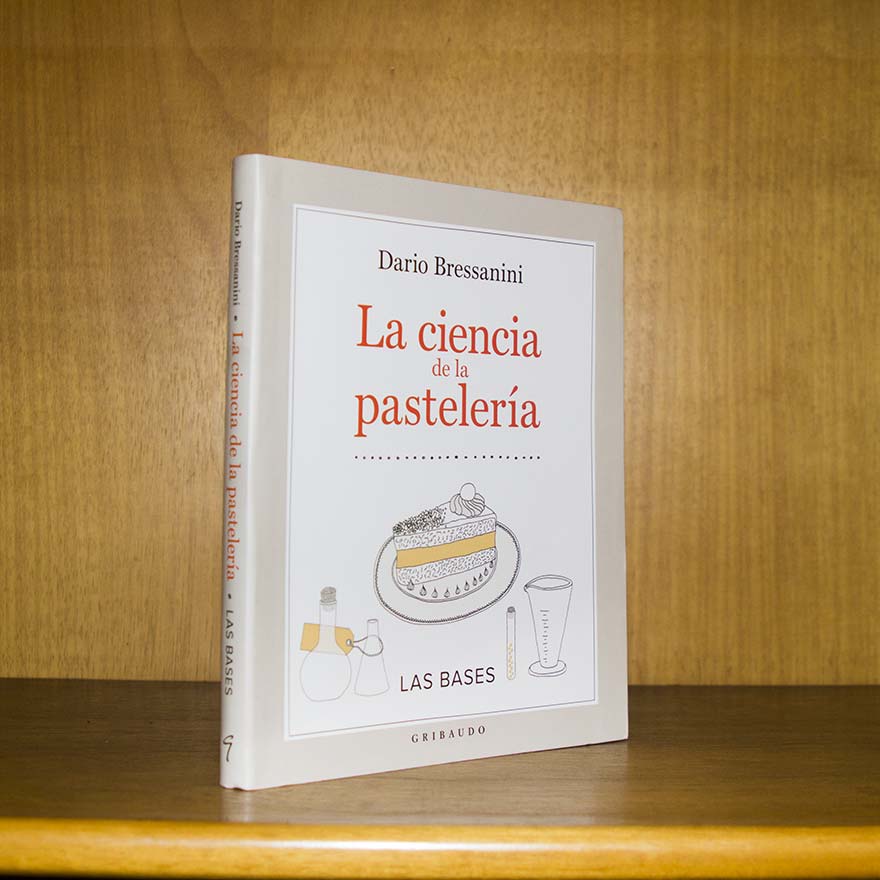 Dario Bressanini
La ciencia
de la
pastelería
LAS BASES
GRIBAUDO
Dario Bressanini • La ciencia de la pastelería • LAS BASES